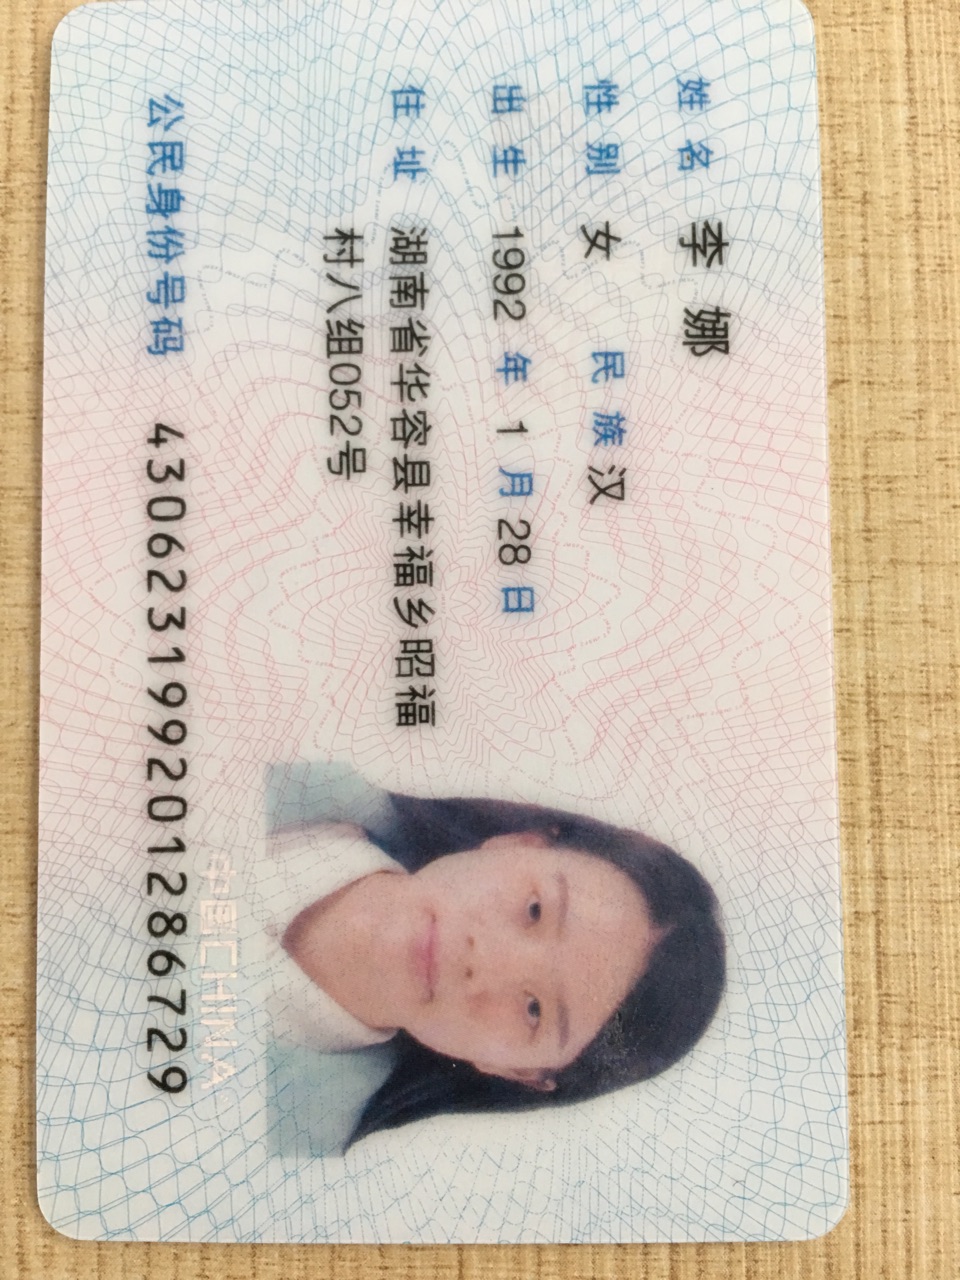 姓名 李娜
性别 女 民族 汉
出生 1992 年 1 月 28 日
住址 湖南省华容县幸福乡昭福
村八组052号
公民身份号码 430623199201286729
中国CHINA